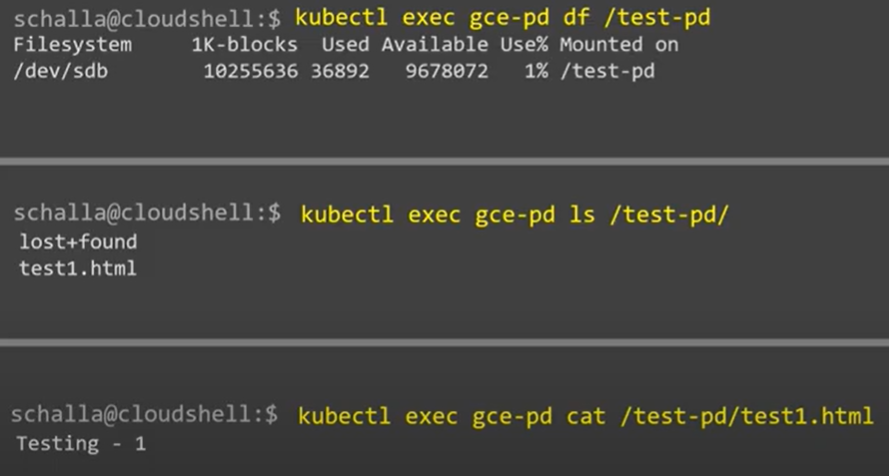 schalla@cloudshell:$ kubectl exec gce-pd df /test-pd
Filesystem 1K-blocks Used Available Use% Mounted on
/dev/sdb 10255636 36892 9678072 1% /test-pd
schalla@cloudshell:$ kubectl exec gce-pd ls /test-pd/
lost+found
test1.html
schalla@cloudshell:$ kubectl exec gce-pd cat /test-pd/test1.html
Testing - 1